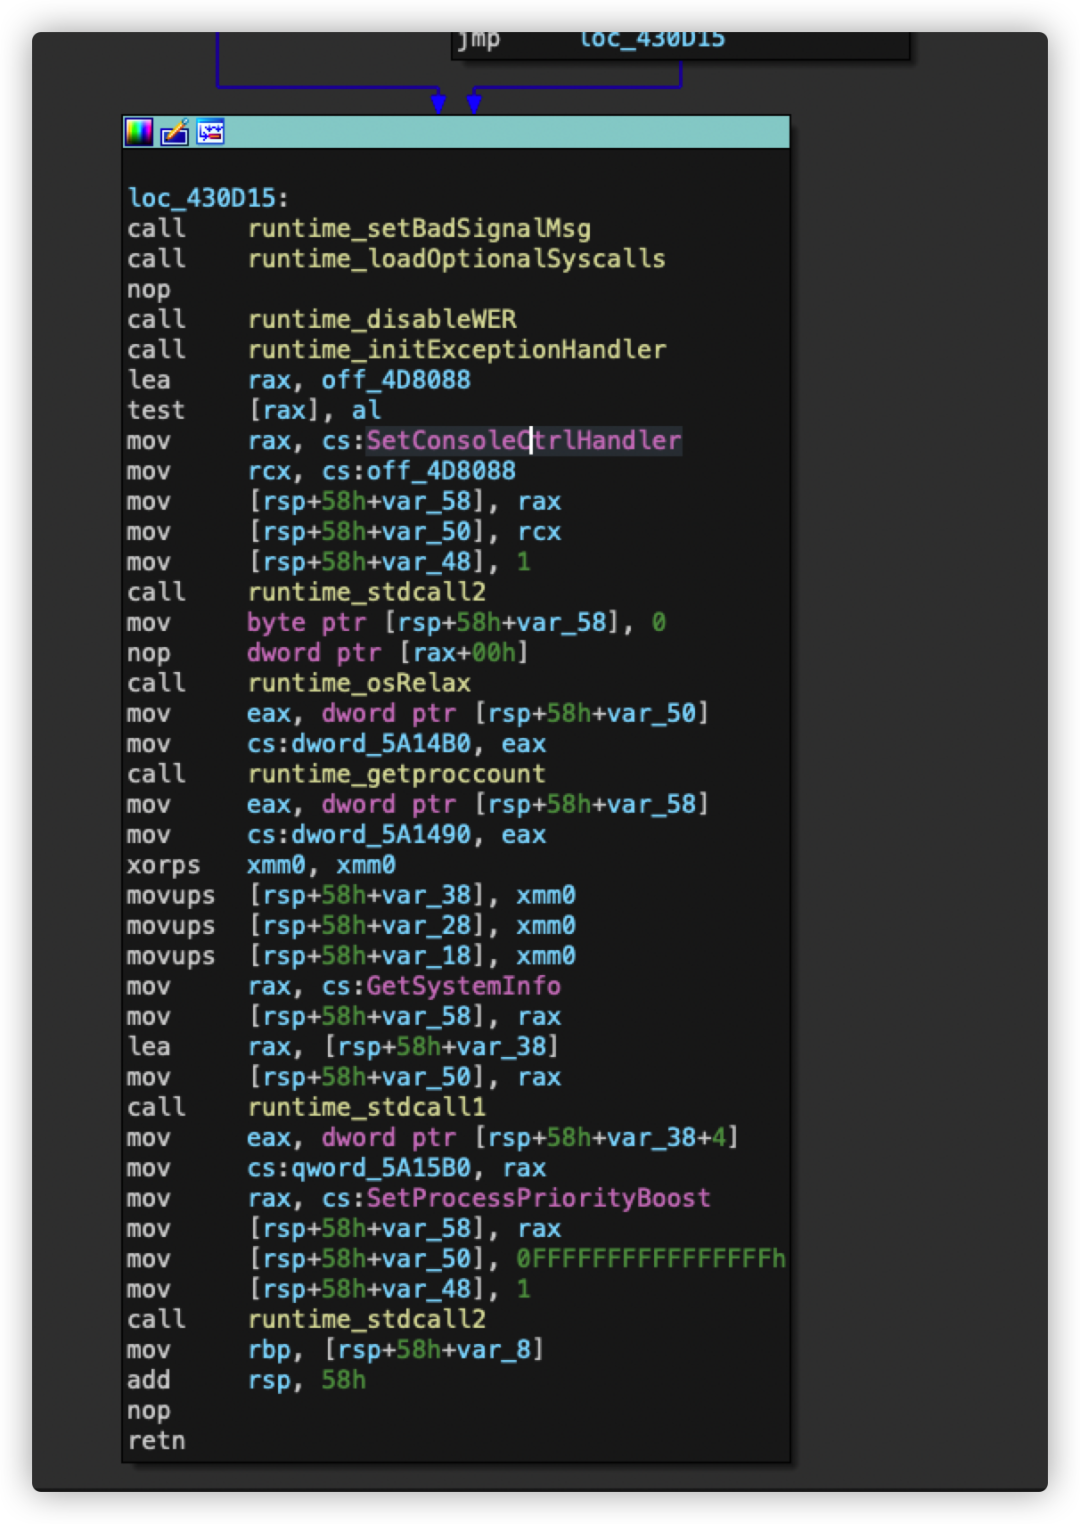 jmp loc_430D15
loc_430D15:
call runtime_setBadSignalMsg
call runtime_loadOptionalSyscalls
nop
call runtime_disableWER
call runtime_initExceptionHandler
lea rax, off_4D8088
test [rax], al
mov rax, cs:SetConsoleCtrlHandler
mov rcx, cs:off_4D8088
mov [rsp+58h+var_58], rax
mov [rsp+58h+var_50], rcx
mov [rsp+58h+var_48], 1
call runtime_stdcall2
mov byte ptr [rsp+58h+var_58], 0
nop dword ptr [rax+00h]
call runtime_osRelax
mov eax, dword ptr [rsp+58h+var_50]
mov cs:dword_5A14B0, eax
call runtime_getproccount
mov eax, dword ptr [rsp+58h+var_58]
mov cs:dword_5A1490, eax
xorps xmm0, xmm0
movups [rsp+58h+var_38], xmm0
movups [rsp+58h+var_28], xmm0
movups [rsp+58h+var_18], xmm0
mov rax, cs:GetSystemInfo
mov [rsp+58h+var_58], rax
lea rax, [rsp+58h+var_38]
mov [rsp+58h+var_50], rax
call runtime_stdcall1
mov eax, dword ptr [rsp+58h+var_38+4]
mov cs:qword_5A15B0, rax
mov rax, cs:SetProcessPriorityBoost
mov [rsp+58h+var_58], rax
mov [rsp+58h+var_50], 0FFFFFFFFFFFFFFFFh
mov [rsp+58h+var_48], 1
call runtime_stdcall2
mov rbp, [rsp+58h+var_8]
add rsp, 58h
nop
retn